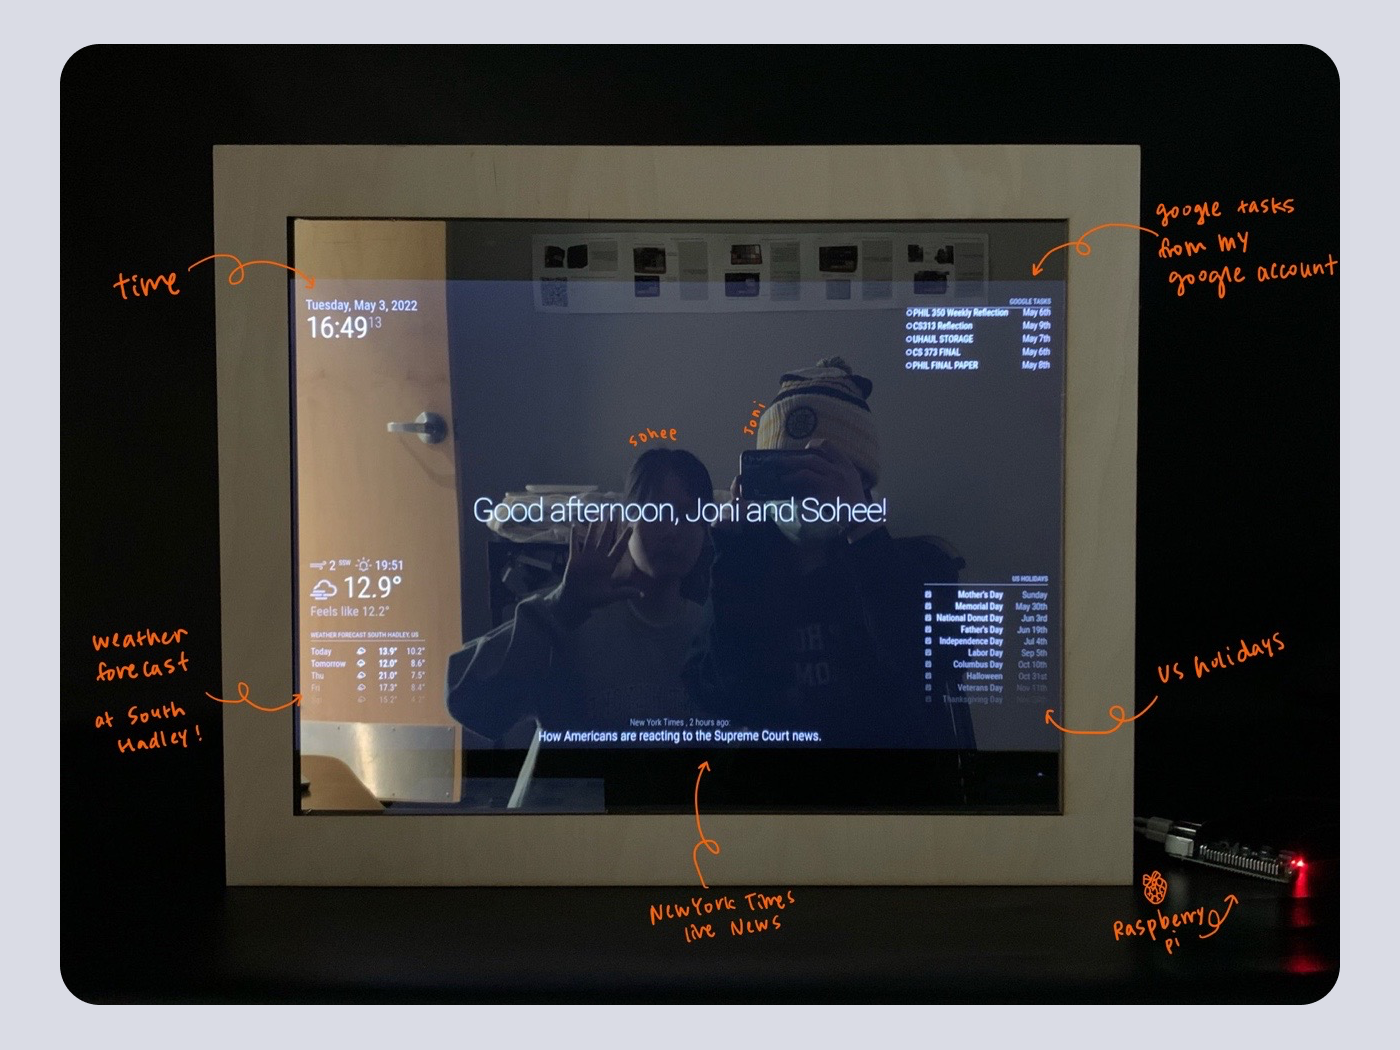 google tasks
from my
google account
time
Tuesday, May 3, 2022
16:49 13
GOOGLE TASKS
PHIL 350 Weekly Reflection May 6th
CS313 Reflection May 9th
UHAUL STORAGE May 7th
CS 373 FINAL May 6th
PHIL FINAL PAPER May 8th
sohee
Joni
Good afternoon, Joni and Sohee!
2 SSW 19:51
12.9°
Feels like 12.2°
WEATHER FORECAST SOUTH HADLEY, US
Today 13.9° 10.2°
Tomorrow 12.0° 8.6°
Thu 21.0° 7.5°
Fri 17.3° 8.4°
15.2°
US HOLIDAYS
Mother's Day Sunday
Memorial Day May 30th
National Donut Day Jun 3rd
Father's Day Jun 19th
Independence Day Jul 4th
Labor Day Sep 5th
Columbus Day Oct 10th
Halloween Oct 31st
Veterans Day Nov 11th
Thanksgiving Day
weather
forecast
at South
Hadley!
US holidays
New York Times , 2 hours ago:
How Americans are reacting to the Supreme Court news.
NewYork Times
live News
Raspberry
pi